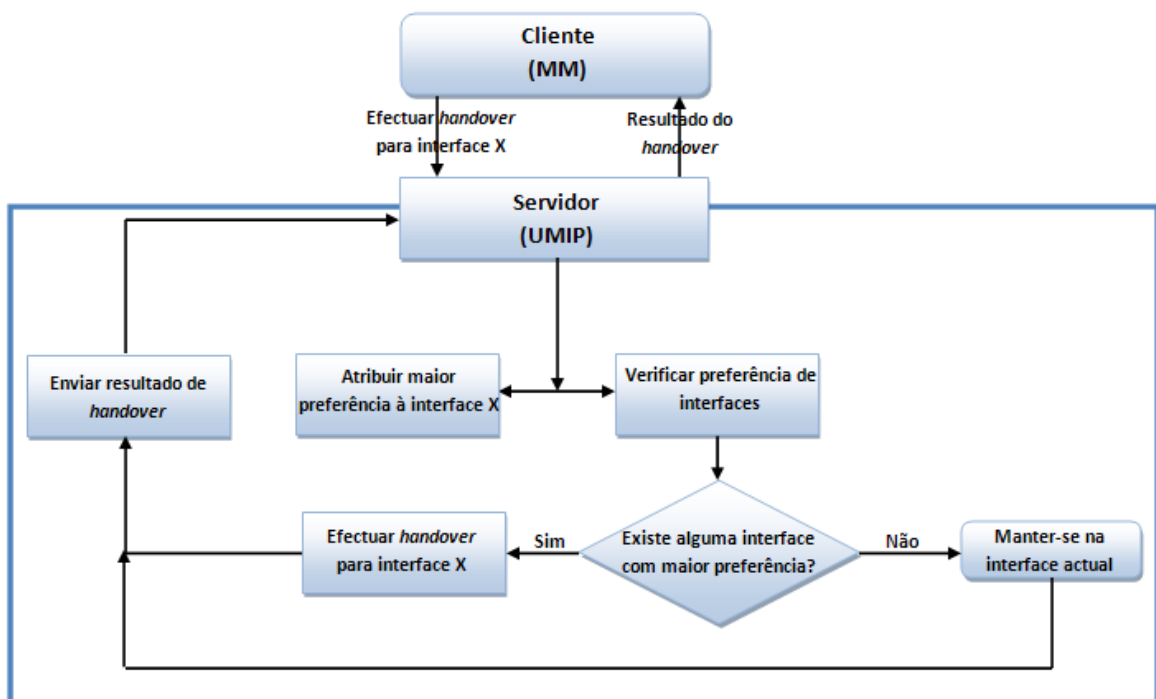 Cliente
(MM)
Efectuar handover
para interface X
Resultado do
handover
Servidor
(UMIP)
Enviar resultado de
handover
Atribuir maior
preferência à interface X
Verificar preferência de
interfaces
Efectuar handover
para interface X
Sim
Existe alguma interface
com maior preferência?
Não
Manter-se na
interface actual